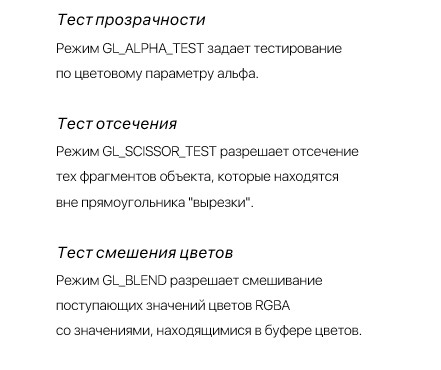 Тест прозрачности
Режим GL_ALPHA_TEST задает тестирование
по цветовому параметру альфа.
Тест отсечения
Режим GL_SCISSOR_TEST разрешает отсечение
тех фрагментов объекта, которые находятся
вне прямоугольника "вырезки".
Тест смешения цветов
Режим GL_BLEND разрешает смешивание
поступающих значений цветов RGBA
со значениями, находящимися в буфере цветов.